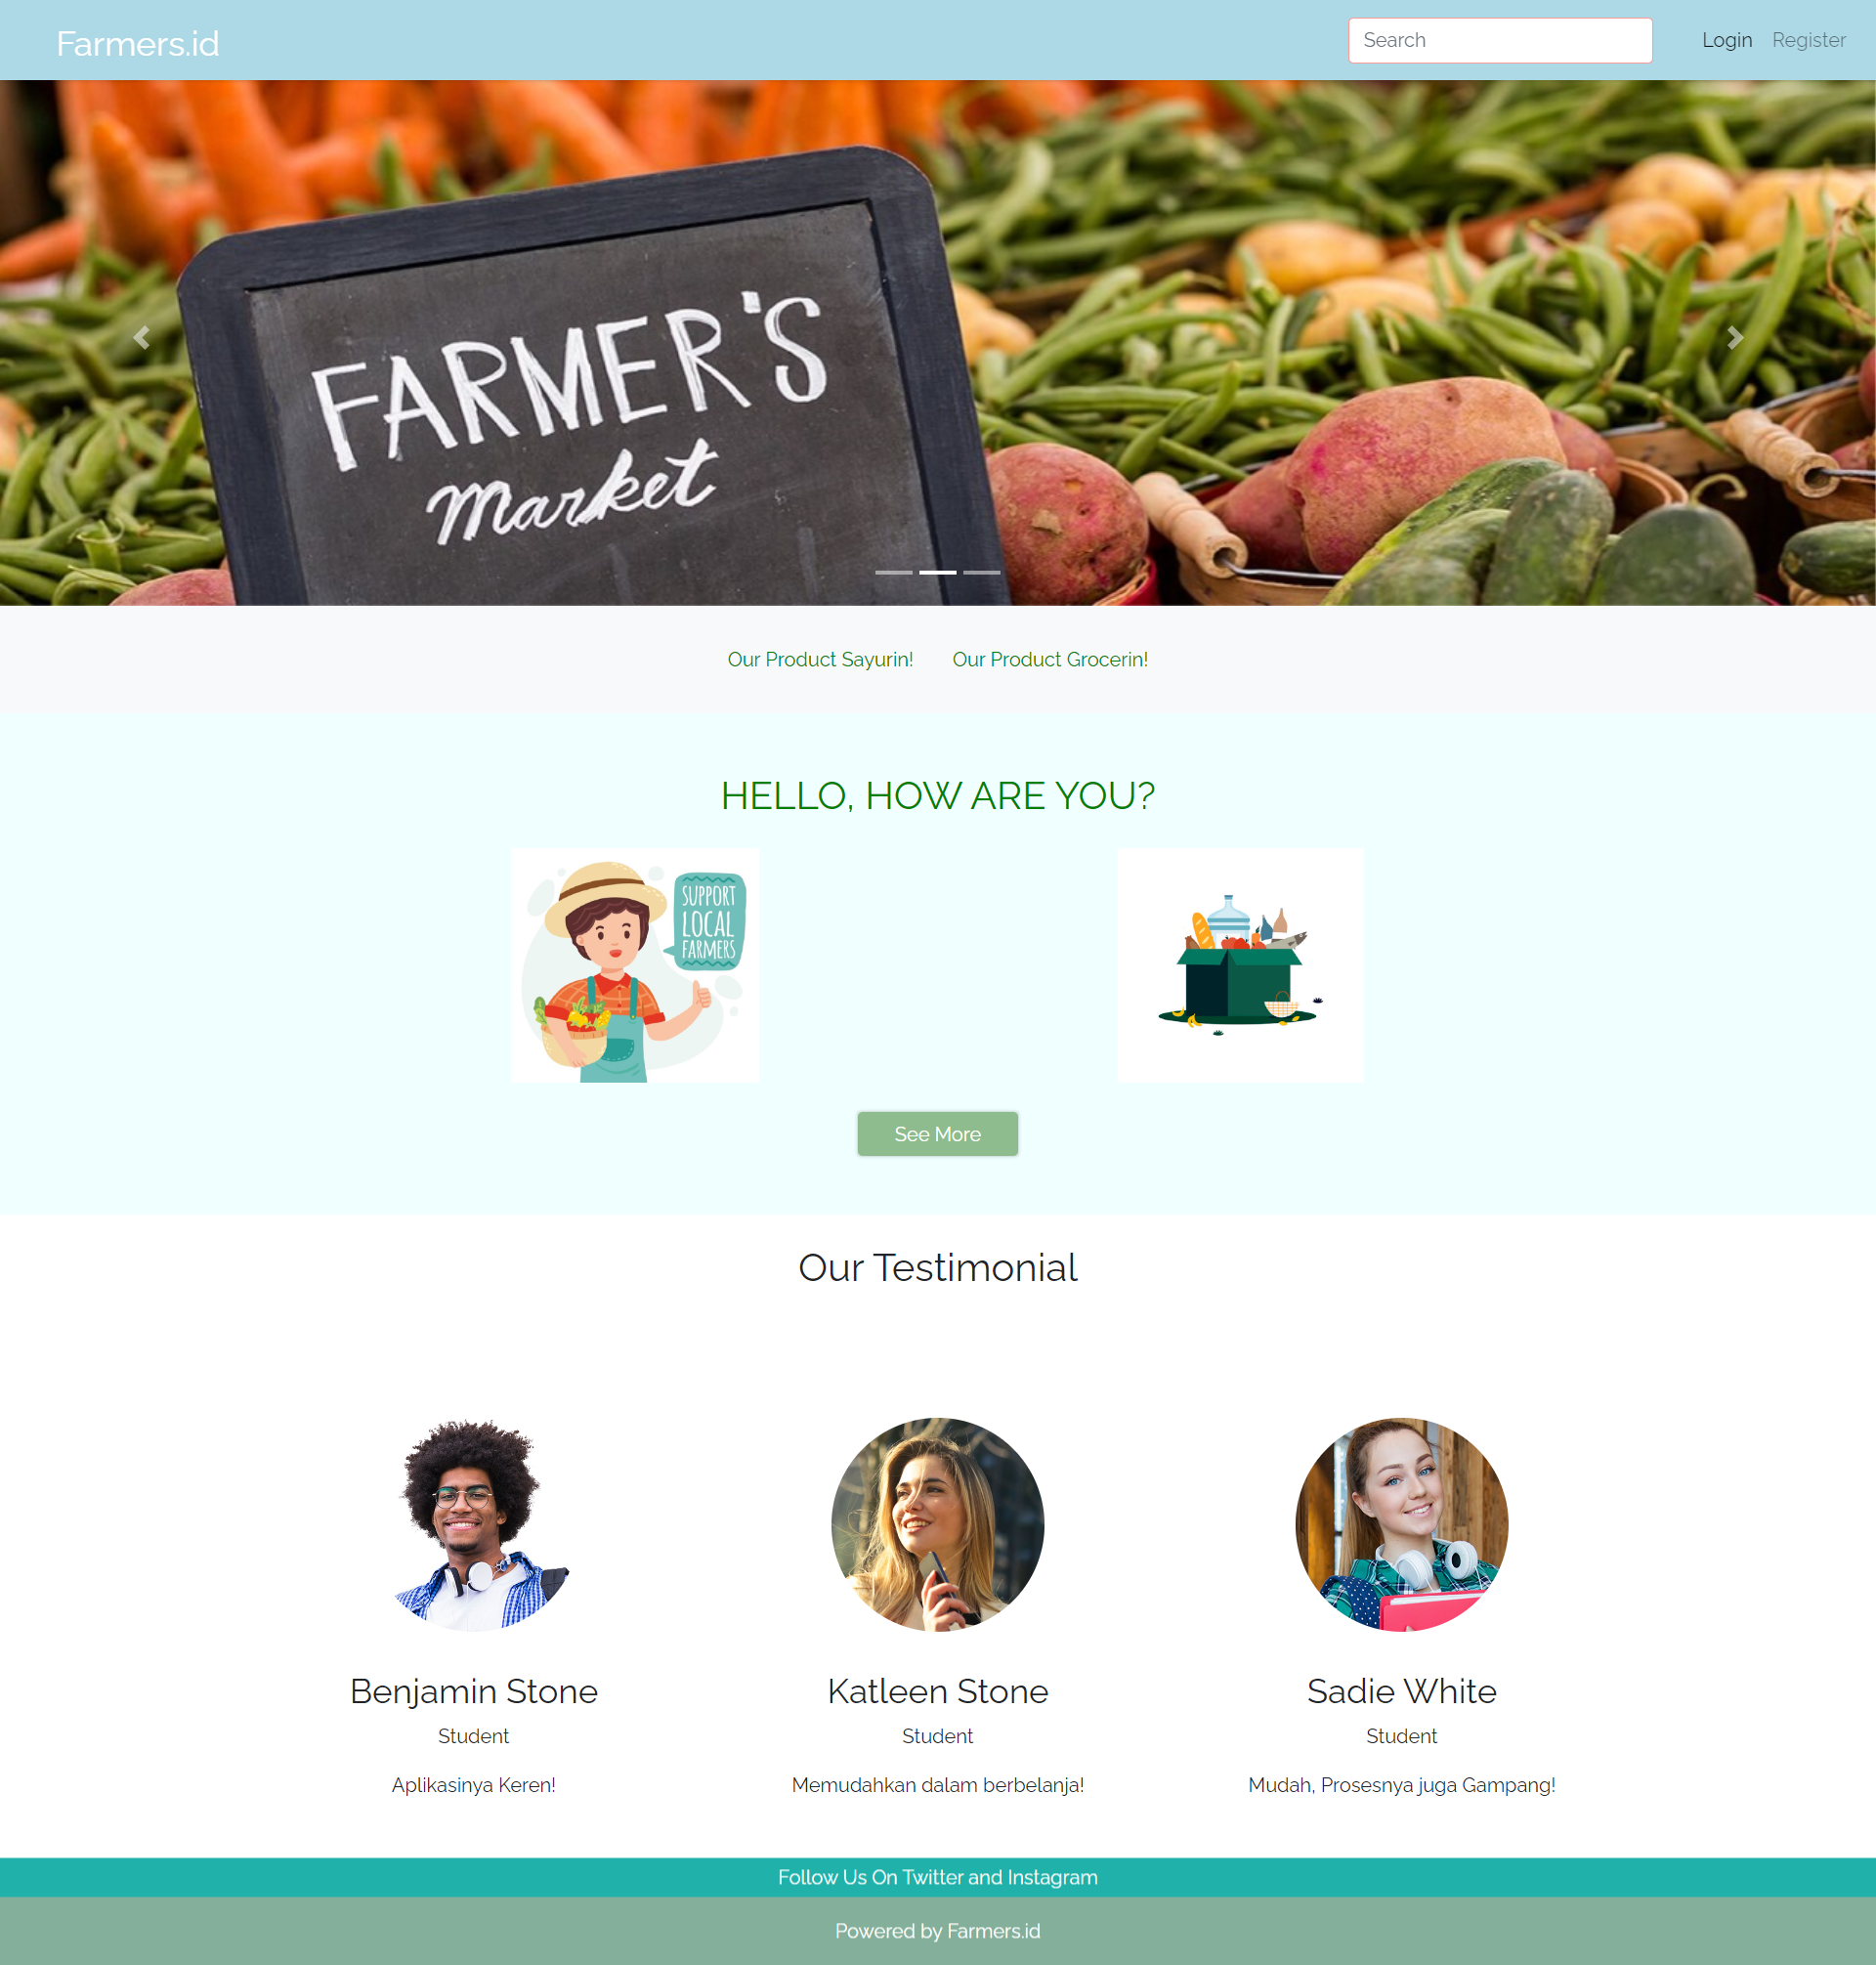 Farmers.id
Search
Login
Register
FARMER'S
Market
Our Product Sayurin!
Our Product Grocerin!
HELLO, HOW ARE YOU?
SUPPORT
LOCAL
FARMERS
See More
Our Testimonial
Benjamin Stone
Student
Aplikasinya Keren!
Katleen Stone
Student
Memudahkan dalam berbelanja!
Sadie White
Student
Mudah, Prosesnya juga Gampang!
Follow Us On Twitter and Instagram
Powered by Farmers.id